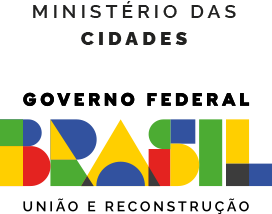 MINISTÉRIO DAS
CIDADES
GOVERNO FEDERAL
BRASIL
UNIÃO E RECONSTRUÇÃO